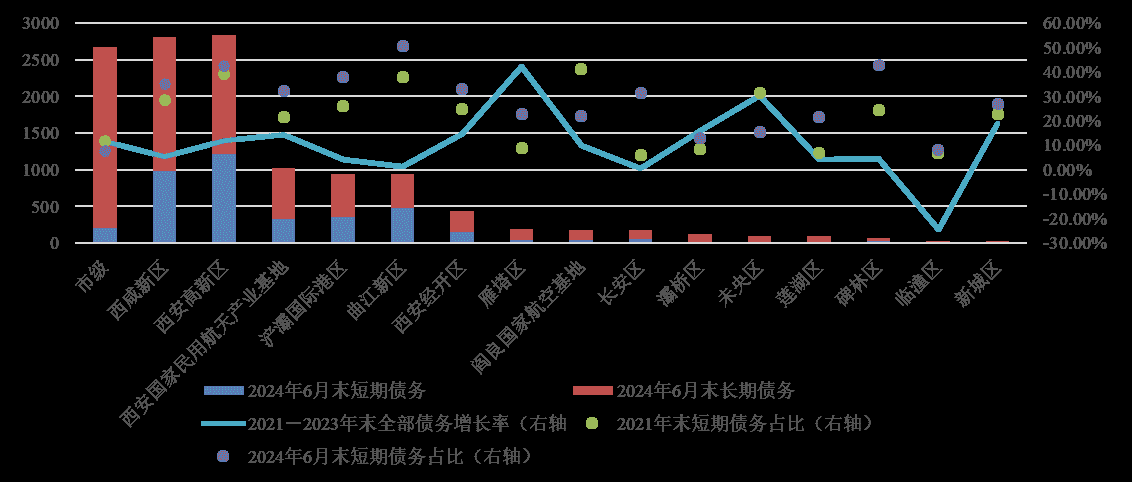 3000 60.00%
2500 50.00%
2000 40.00%
1500 30.00%
1000 20.00%
500 10.00%
0 0.00%
-10.00%
-20.00%
-30.00%
市级
西咸新区
西安高新区
西安国家民用航天产业基地
浐灞国际港区
曲江新区
西安经开区
雁塔区
阎良国家航空基地
长安区
灞桥区
未央区
莲湖区
碑林区
临潼区
新城区
2024年6月末短期债务 2024年6月末长期债务
2021－2023年末全部债务增长率（右轴 2021年末短期债务占比（右轴）
2024年6月末短期债务占比（右轴）